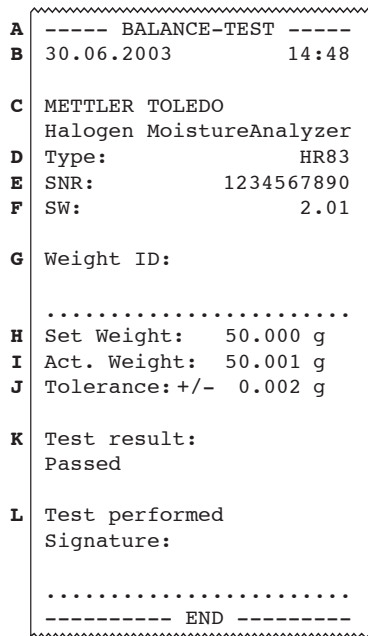 A ----- BALANCE-TEST -----
B 30.06.2003 14:48
C METTLER TOLEDO
Halogen MoistureAnalyzer
D Type: HR83
E SNR: 1234567890
F SW: 2.01
G Weight ID:
........................
H Set Weight: 50.000 g
I Act. Weight: 50.001 g
J Tolerance: +/- 0.002 g
K Test result:
Passed
L Test performed
Signature:
........................
---------- END ---------